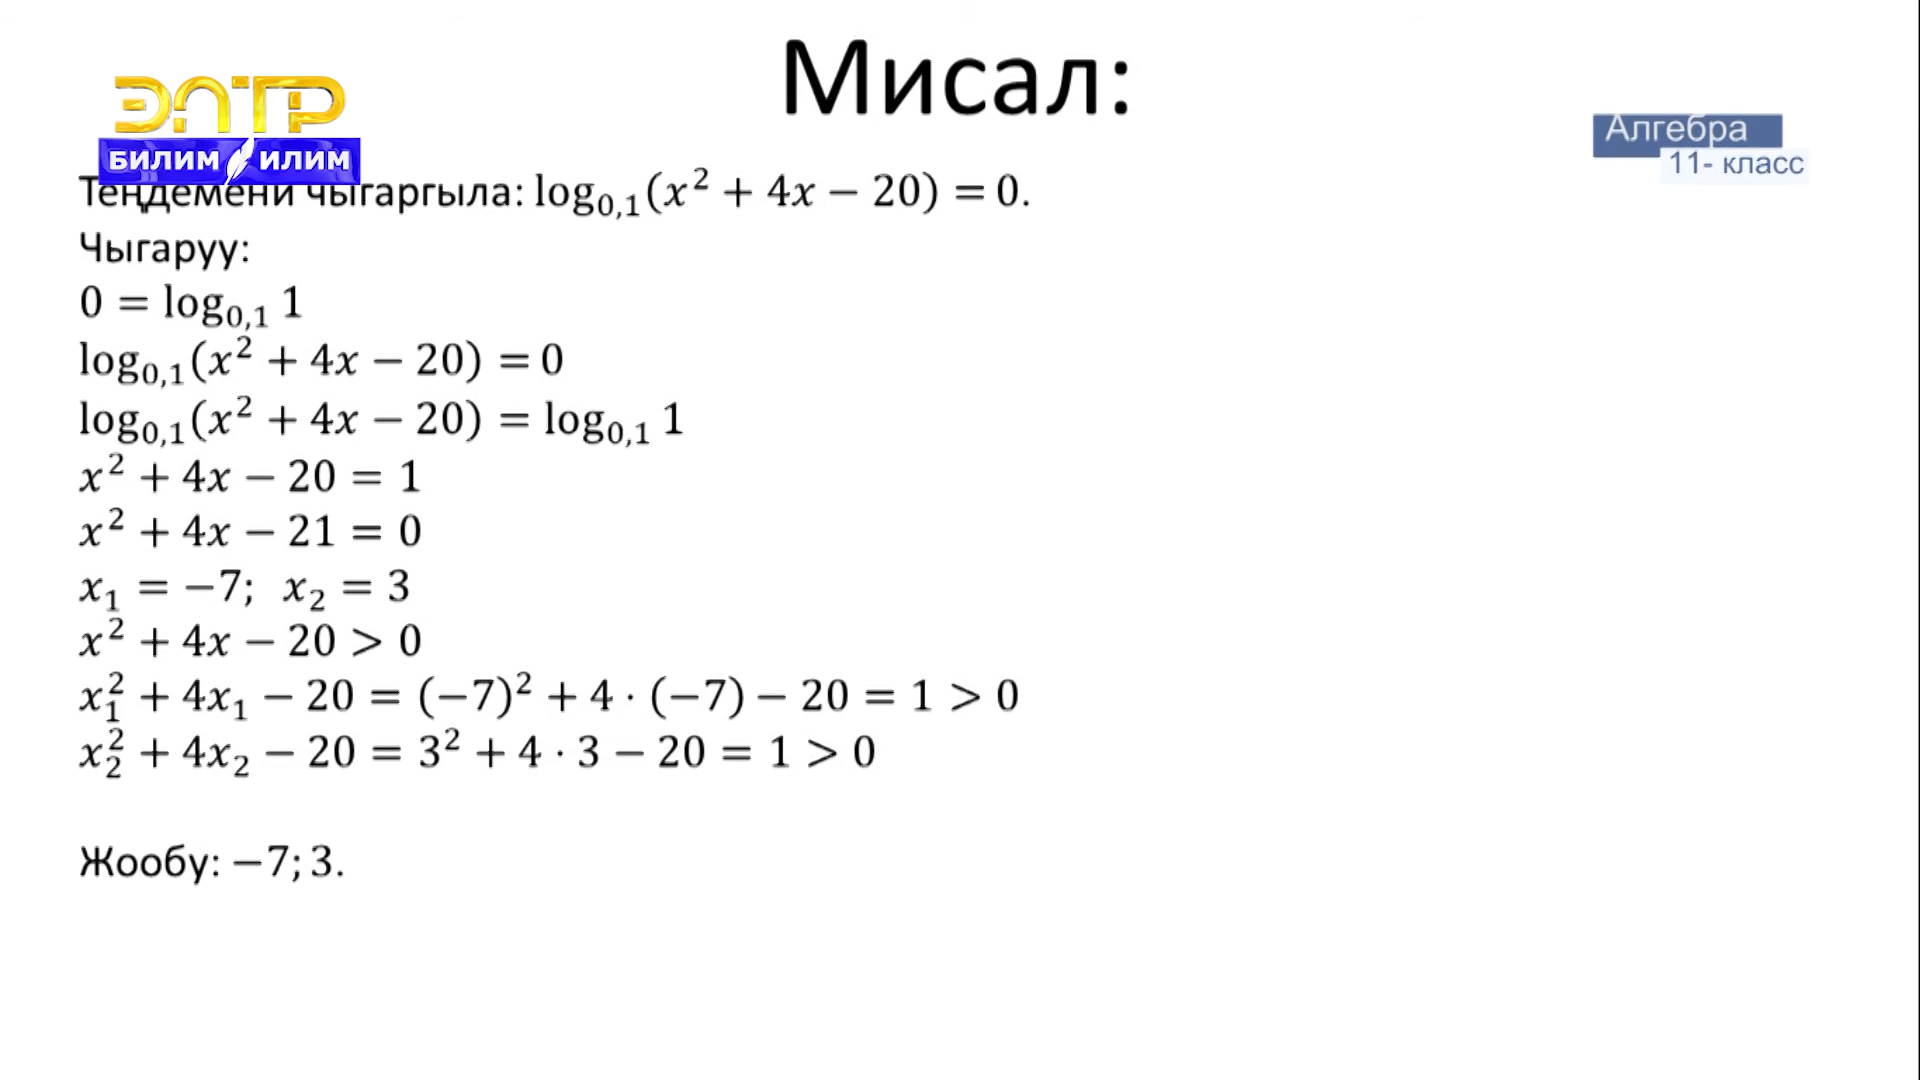 Мисал:
ЭЛТР
БИЛИМ ИЛИМ
Алгебра
11- класс
Теңдемени чыгаргыла: log₀,₁(x² + 4x − 20) = 0.
Чыгаруу:
0 = log₀,₁ 1
log₀,₁(x² + 4x − 20) = 0
log₀,₁(x² + 4x − 20) = log₀,₁ 1
x² + 4x − 20 = 1
x² + 4x − 21 = 0
x₁ = −7; x₂ = 3
x² + 4x − 20 > 0
x₁² + 4x₁ − 20 = (−7)² + 4 · (−7) − 20 = 1 > 0
x₂² + 4x₂ − 20 = 3² + 4 · 3 − 20 = 1 > 0
Жообу: −7; 3.